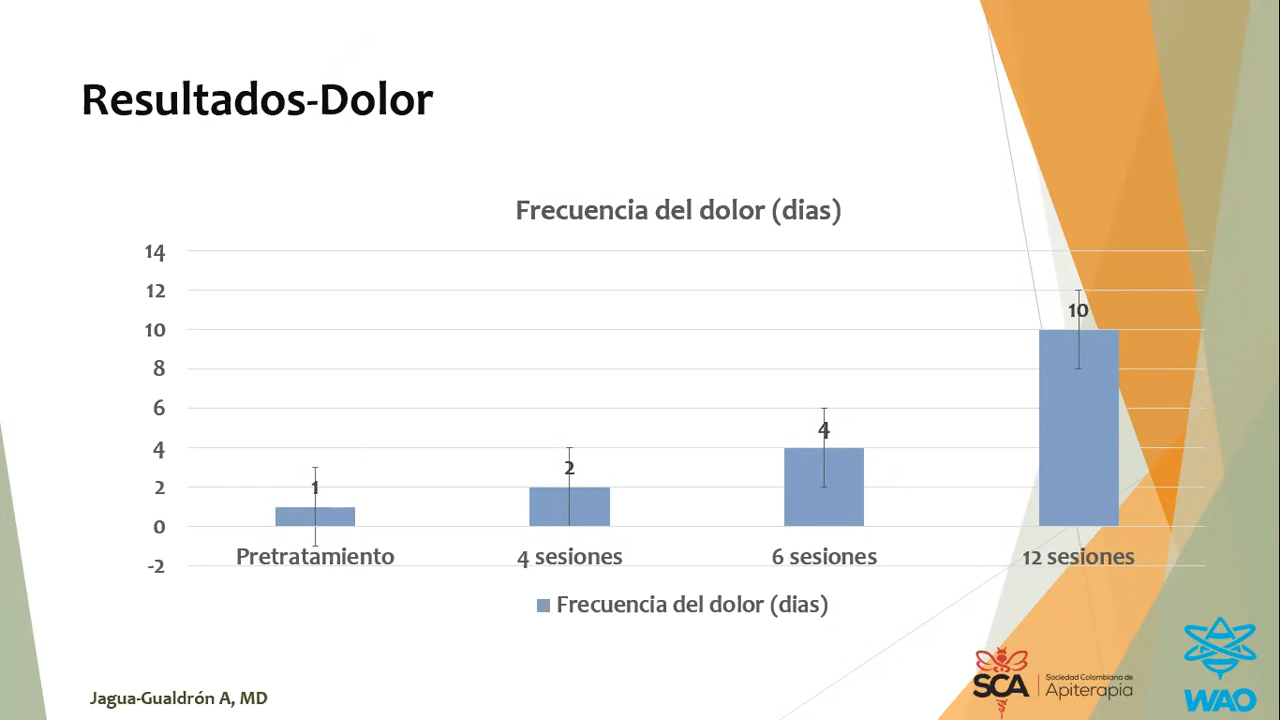 Resultados-Dolor
Frecuencia del dolor (dias)
14
12
10
8
6
4
2
0
-2
1
2
4
10
Pretratamiento
4 sesiones
6 sesiones
12 sesiones
Frecuencia del dolor (dias)
Jagua-Gualdrón A, MD
SCA
Sociedad Colombiana de
Apiterapia
WAO